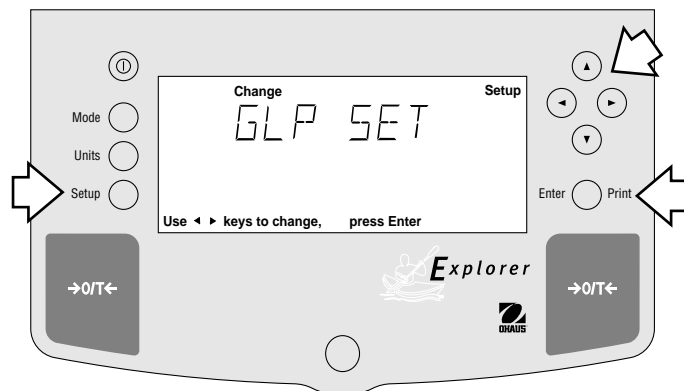 Change Setup
GLP SET
Mode
Units
Setup
Enter Print
Use ◄ ► keys to change, press Enter
Explorer
→0/T← →0/T←
OHAUS